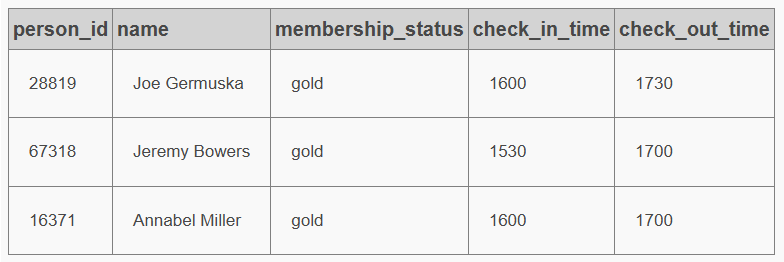 person_id name membership_status check_in_time check_out_time
28819 Joe Germuska gold 1600 1730
67318 Jeremy Bowers gold 1530 1700
16371 Annabel Miller gold 1600 1700